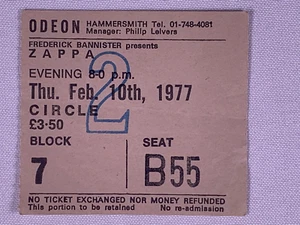 ODEON HAMMERSMITH Tel. 01-748-4081
Manager: Philip Leivers
FREDERICK BANNISTER presents
ZAPPA
EVENING 8-0 p.m.
Thu. Feb. 10th, 1977
CIRCLE
£3·50
2
BLOCK SEAT
7 B55
NO TICKET EXCHANGED NOR MONEY REFUNDED
This portion to be retained No re-admission